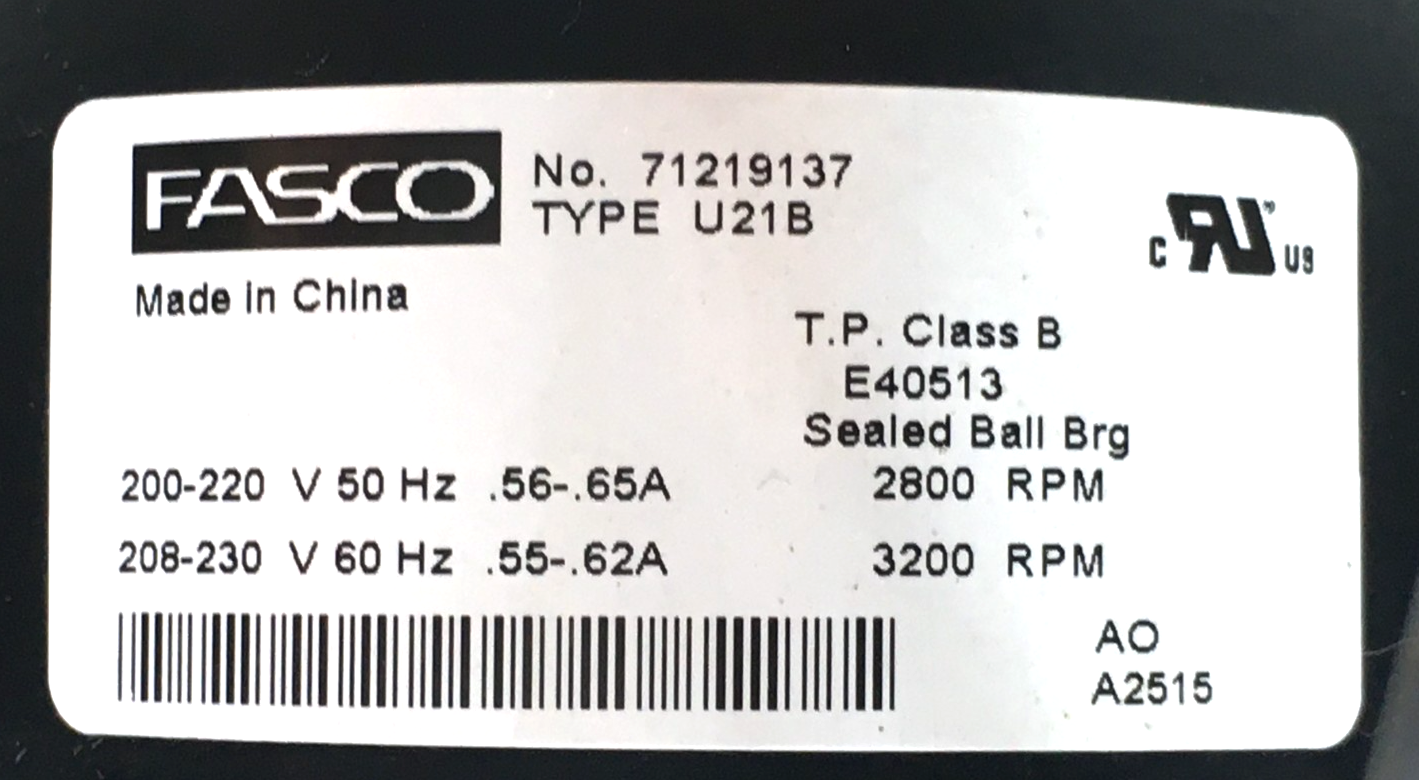 FASCO
No. 71219137
TYPE U21B
Made in China
C RU US
T.P. Class B
E40513
Sealed Ball Brg
200-220 V 50 Hz .56-.65A 2800 RPM
208-230 V 60 Hz .55-.62A 3200 RPM
AO
A2515